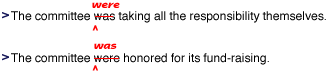 were
>The committee was taking all the responsibility themselves.
^
was
>The committee were honored for its fund-raising.
^